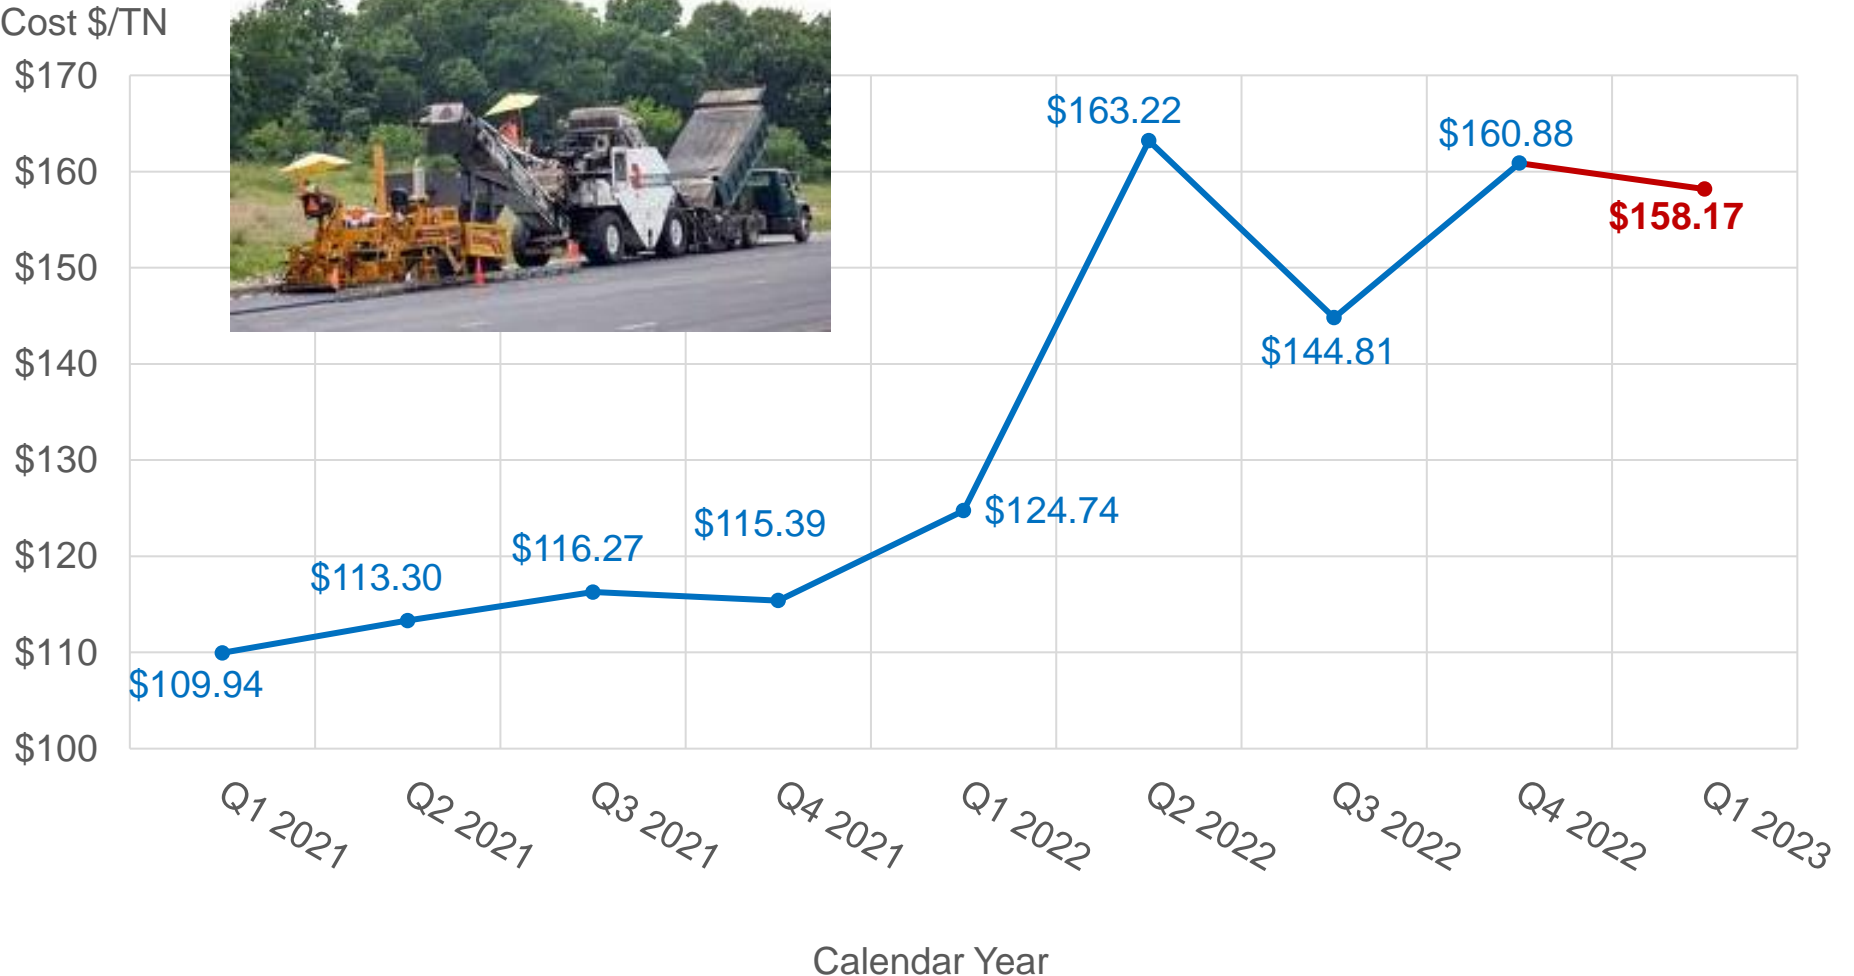 Cost $/TN
$170
$160
$150
$140
$130
$120
$110
$100
$109.94
$113.30
$116.27
$115.39
$124.74
$163.22
$144.81
$160.88
$158.17
Q1 2021
Q2 2021
Q3 2021
Q4 2021
Q1 2022
Q2 2022
Q3 2022
Q4 2022
Q1 2023
Calendar Year